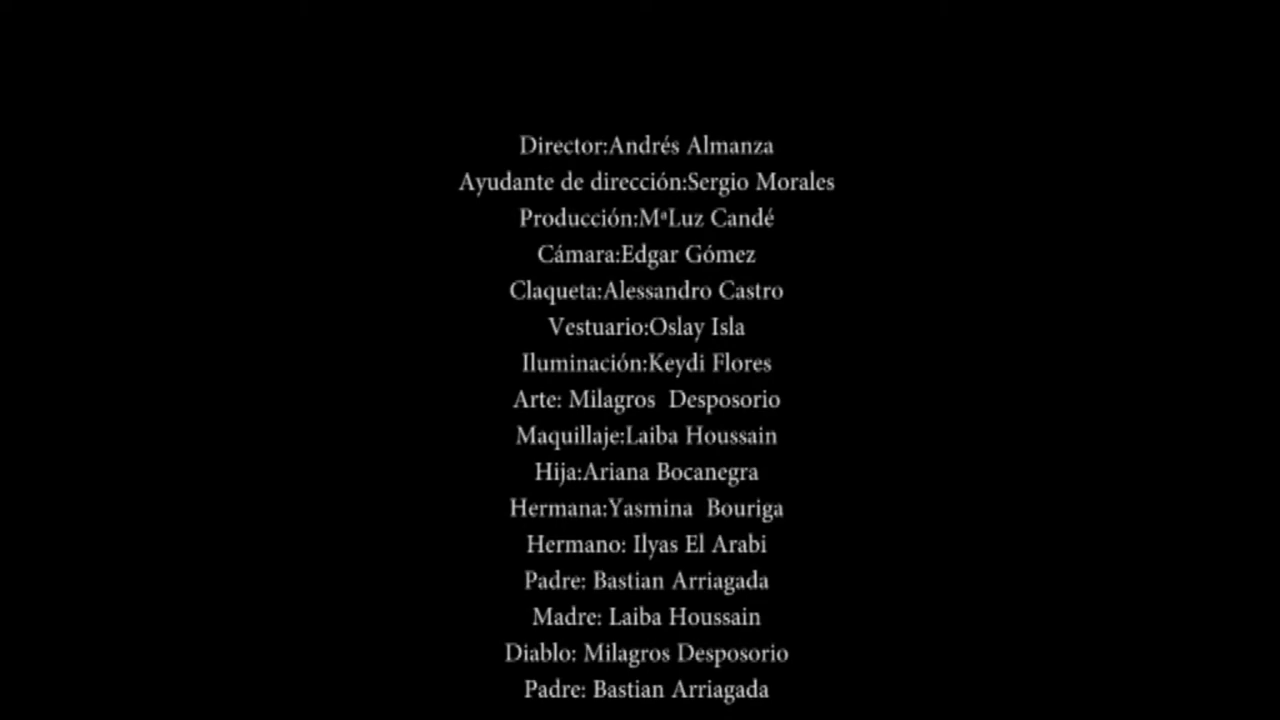 Director:Andrés Almanza
Ayudante de dirección:Sergio Morales
Producción:MªLuz Candé
Cámara:Edgar Gómez
Claqueta:Alessandro Castro
Vestuario:Oslay Isla
Iluminación:Keydi Flores
Arte: Milagros  Desposorio
Maquillaje:Laiba Houssain
Hija:Ariana Bocanegra
Hermana:Yasmina  Bouriga
Hermano: Ilyas El Arabi
Padre: Bastian Arriagada
Madre: Laiba Houssain
Diablo: Milagros Desposorio
Padre: Bastian Arriagada